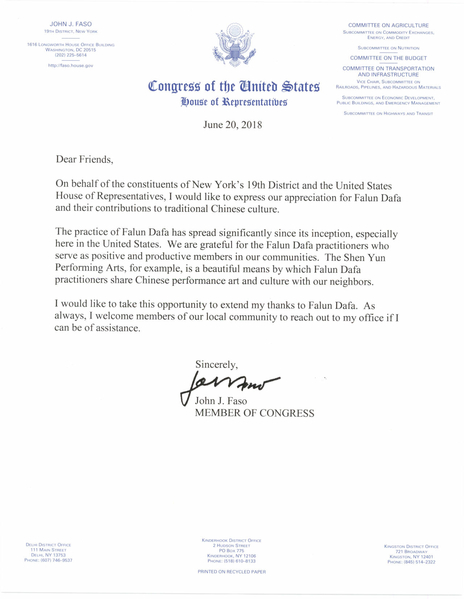 JOHN J. FASO
19TH DISTRICT, NEW YORK
1616 LONGWORTH HOUSE OFFICE BUILDING
WASHINGTON, DC 20515
(202) 225-5614
http://faso.house.gov
COMMITTEE ON AGRICULTURE
SUBCOMMITTEE ON COMMODITY EXCHANGES,
ENERGY, AND CREDIT
SUBCOMMITTEE ON NUTRITION
COMMITTEE ON THE BUDGET
COMMITTEE ON TRANSPORTATION
AND INFRASTRUCTURE
VICE CHAIR, SUBCOMMITTEE ON
RAILROADS, PIPELINES, AND HAZARDOUS MATERIALS
SUBCOMMITTEE ON ECONOMIC DEVELOPMENT,
PUBLIC BUILDINGS, AND EMERGENCY MANAGEMENT
SUBCOMMITTEE ON HIGHWAYS AND TRANSIT
Congress of the United States
House of Representatives
June 20, 2018
Dear Friends,
On behalf of the constituents of New York's 19th District and the United States
House of Representatives, I would like to express our appreciation for Falun Dafa
and their contributions to traditional Chinese culture.
The practice of Falun Dafa has spread significantly since its inception, especially
here in the United States. We are grateful for the Falun Dafa practitioners who
serve as positive and productive members in our communities. The Shen Yun
Performing Arts, for example, is a beautiful means by which Falun Dafa
practitioners share Chinese performance art and culture with our neighbors.
I would like to take this opportunity to extend my thanks to Falun Dafa. As
always, I welcome members of our local community to reach out to my office if I
can be of assistance.
Sincerely,
John J. Faso
MEMBER OF CONGRESS
DELHI DISTRICT OFFICE
111 MAIN STREET
DELHI, NY 13753
PHONE: (607) 746-9537
KINDERHOOK DISTRICT OFFICE
2 HUDSON STREET
PO BOX 775
KINDERHOOK, NY 12106
PHONE: (518) 610-8133
KINGSTON DISTRICT OFFICE
721 BROADWAY
KINGSTON, NY 12401
PHONE: (845) 514-2322
PRINTED ON RECYCLED PAPER